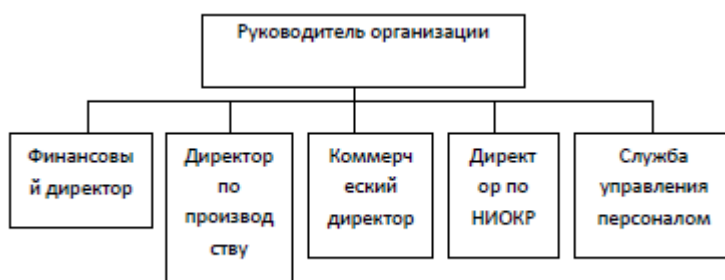 Руководитель организации
Финансовы
й директор
Директор
по
производ
ству
Коммерч
еский
директор
Директ
ор по
НИОКР
Служба
управления
персоналом